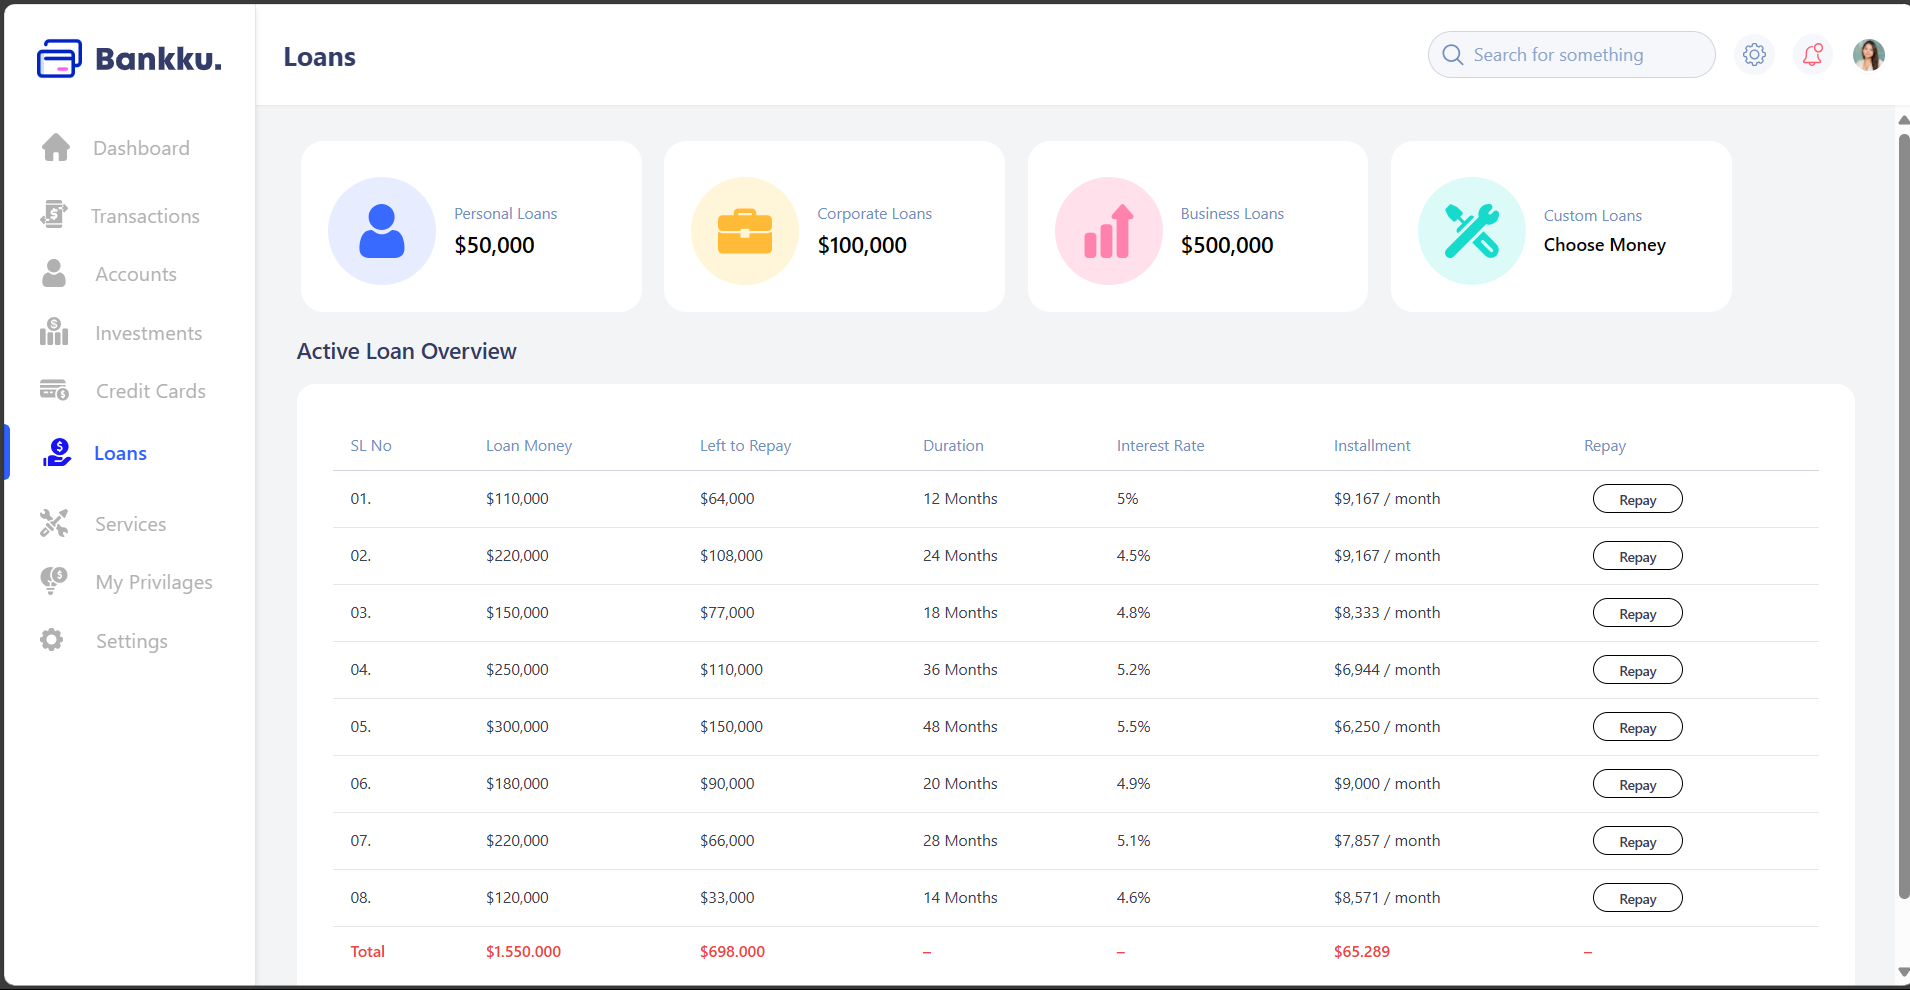 Bankku.
Loans
Search for something
Dashboard
Transactions
Accounts
Investments
Credit Cards
Loans
Services
My Privilages
Settings
Personal Loans
$50,000
Corporate Loans
$100,000
Business Loans
$500,000
Custom Loans
Choose Money
Active Loan Overview
SL No Loan Money Left to Repay Duration Interest Rate Installment Repay
01. $110,000 $64,000 12 Months 5% $9,167 / month Repay
02. $220,000 $108,000 24 Months 4.5% $9,167 / month Repay
03. $150,000 $77,000 18 Months 4.8% $8,333 / month Repay
04. $250,000 $110,000 36 Months 5.2% $6,944 / month Repay
05. $300,000 $150,000 48 Months 5.5% $6,250 / month Repay
06. $180,000 $90,000 20 Months 4.9% $9,000 / month Repay
07. $220,000 $66,000 28 Months 5.1% $7,857 / month Repay
08. $120,000 $33,000 14 Months 4.6% $8,571 / month Repay
Total $1.550.000 $698.000 – – $65.289 –